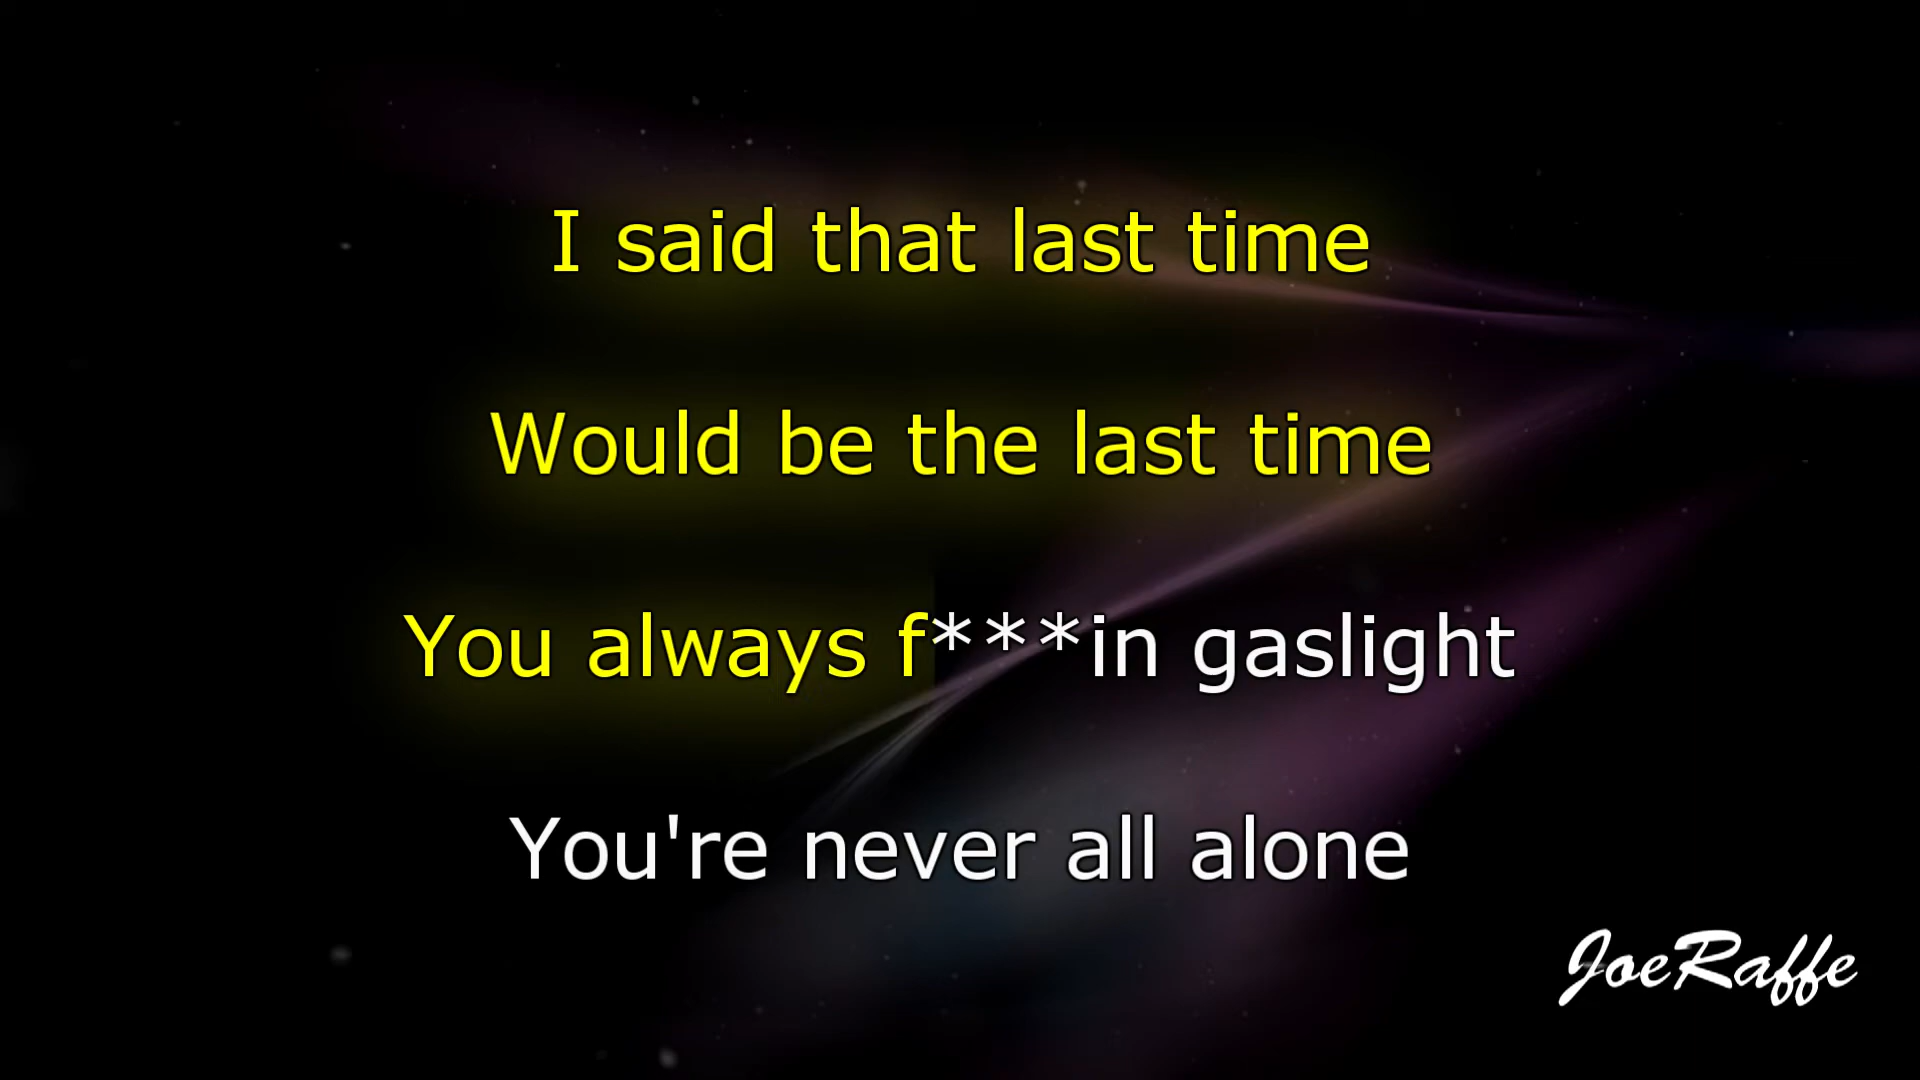 I said that last time
Would be the last time
You always f***in gaslight
You're never all alone
JoeRaffe